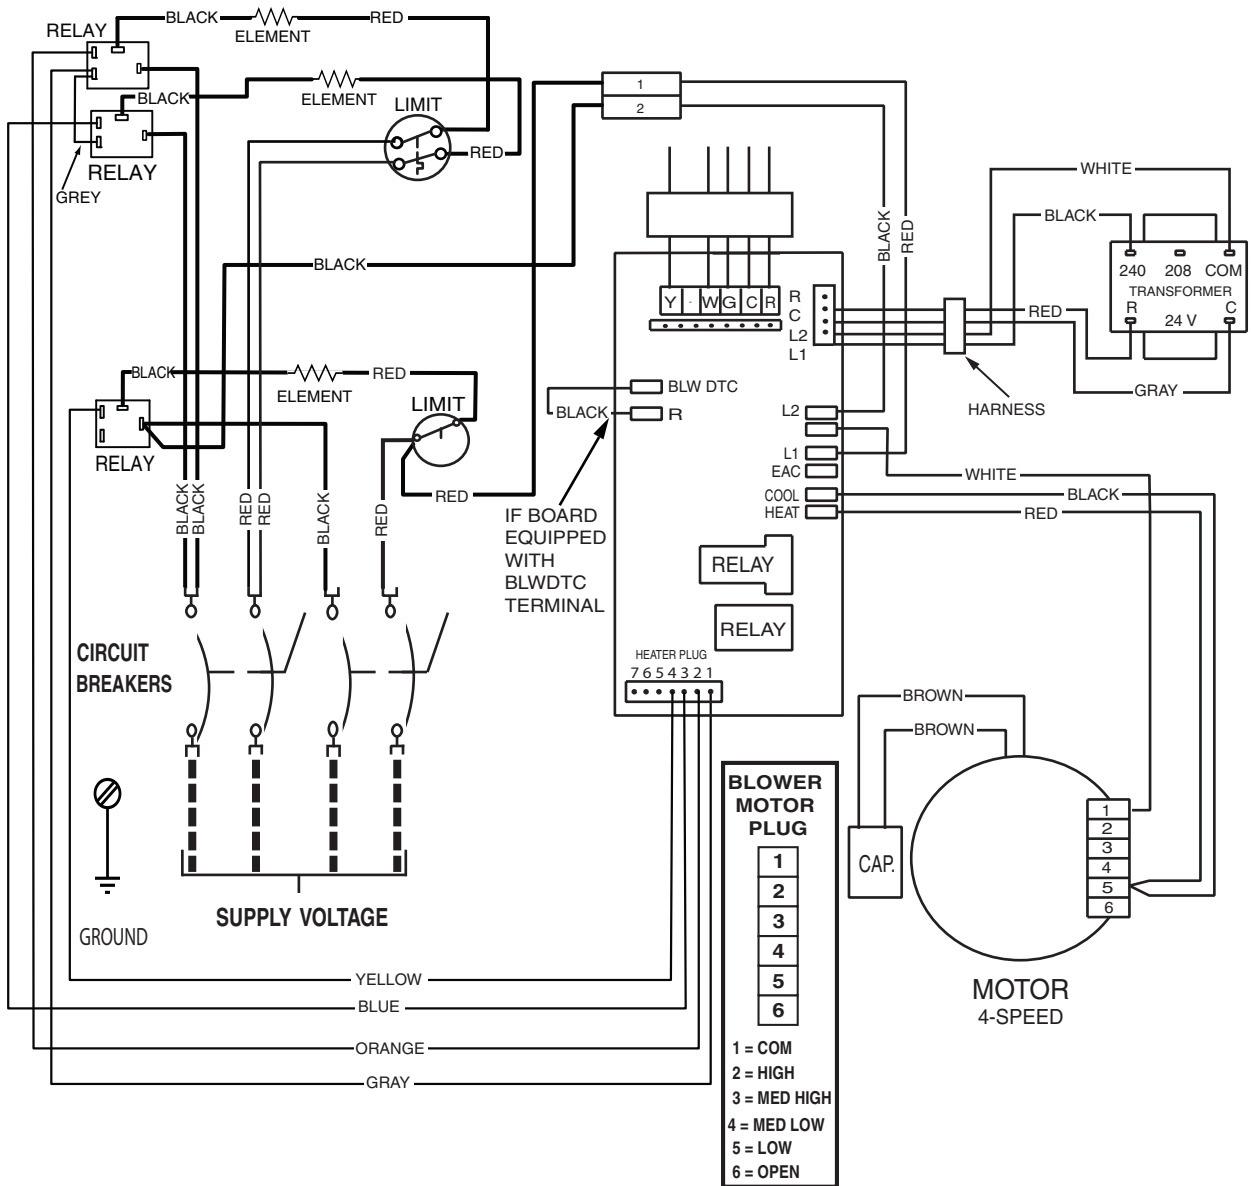 RELAY
BLACK
ELEMENT
RED
BLACK
ELEMENT
LIMIT
RED
RELAY
GREY
1
2
BLACK
BLACK
RED
WHITE
BLACK
240 208 COM
TRANSFORMER
R 24 V C
RED
GRAY
HARNESS
Y - W G C R
R
C
L2
L1
BLW DTC
BLACK
R
L2
L1
EAC
COOL
HEAT
WHITE
BLACK
RED
IF BOARD
EQUIPPED
WITH
BLWDTC
TERMINAL
RELAY
RELAY
HEATER PLUG
7 6 5 4 3 2 1
BLACK
ELEMENT
RED
LIMIT
RELAY
RED
BLACK
BLACK
RED
RED
BLACK
RED
CIRCUIT
BREAKERS
SUPPLY VOLTAGE
GROUND
YELLOW
BLUE
ORANGE
GRAY
BLOWER
MOTOR
PLUG
1
2
3
4
5
6
1 = COM
2 = HIGH
3 = MED HIGH
4 = MED LOW
5 = LOW
6 = OPEN
BROWN
BROWN
CAP.
1
2
3
4
5
6
MOTOR
4-SPEED